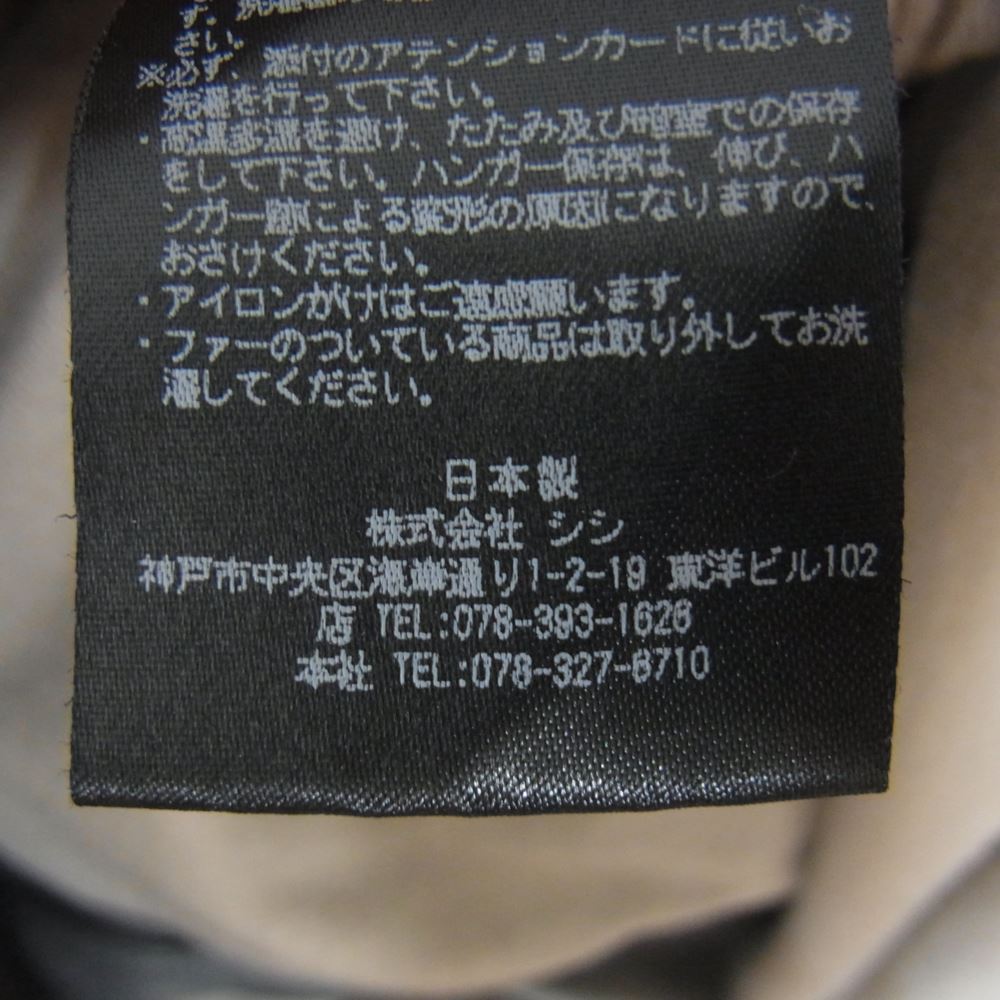 ず。洗
さい。
※必ず、添付のアテンションカードに従いお
洗濯を行って下さい。
・高温多湿を避け、たたみ及び暗室での保存
をして下さい。ハンガー保存は、伸び、ハ
ンガー跡による変形の原因になりますので、
おさけください。
・アイロンがけはご遠慮願います。
・ファーのついている商品は取り外してお洗
濯してください。
日本製
株式会社 シシ
神戸市中央区海岸通り1-2-19 東洋ビル102
店 TEL:078-393-1628
本社 TEL:078-327-8710